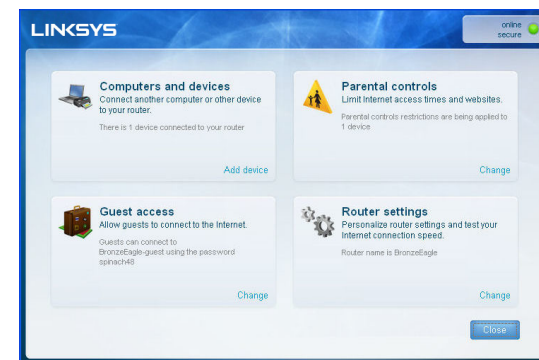 LINKSYS
online
secure
Computers and devices
Connect another computer or other device
to your router.
There is 1 device connected to your router
Add device
Parental controls
Limit Internet access times and websites.
Parental controls restrictions are being applied to
1 device
Change
Guest access
Allow guests to connect to the Internet.
Guests can connect to
BronzeEagle-guest using the password
spinach48
Change
Router settings
Personalize router settings and test your
Internet connection speed.
Router name is BronzeEagle
Change
Close